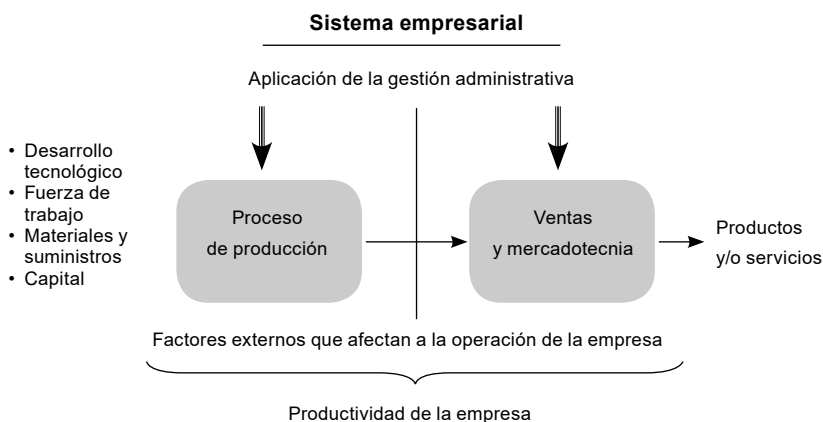 Sistema empresarial
Aplicación de la gestión administrativa
• Desarrollo
tecnológico
• Fuerza de
trabajo
• Materiales y
suministros
• Capital
Proceso
de producción
Ventas
y mercadotecnia
Productos
y/o servicios
Factores externos que afectan a la operación de la empresa
Productividad de la empresa